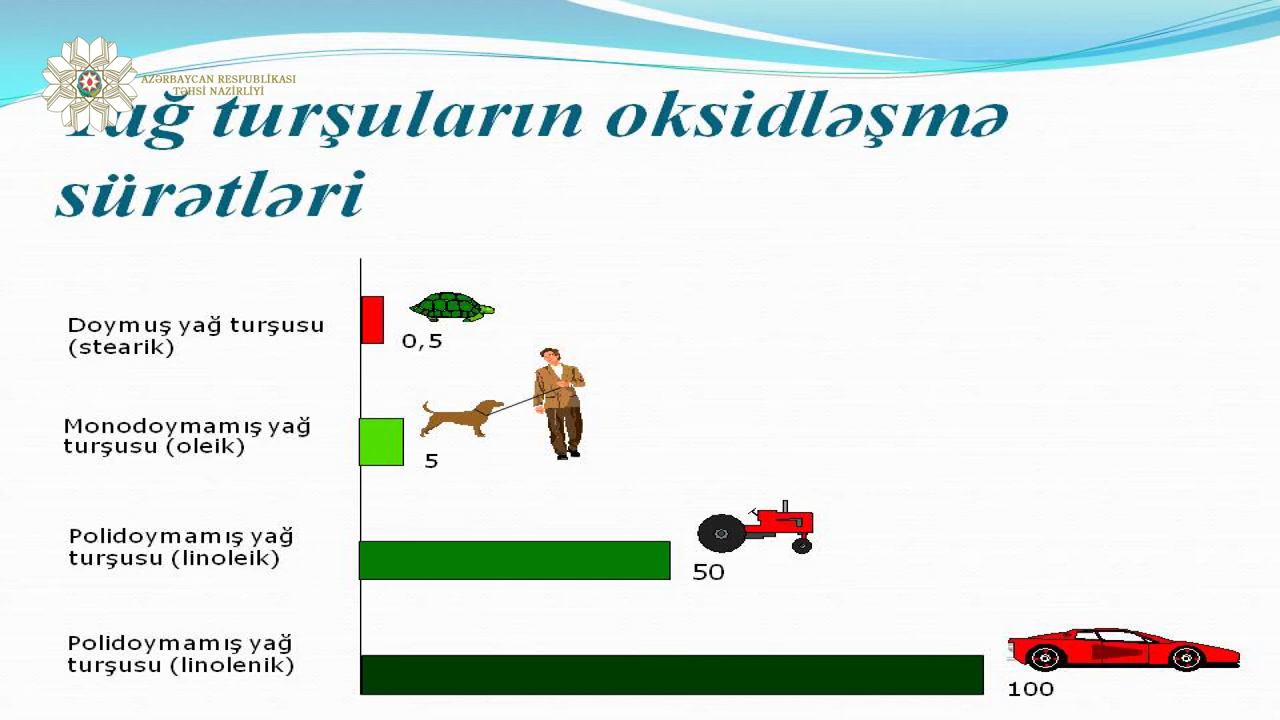 AZƏRBAYCAN RESPUBLİKASI
TƏHSİ NAZİRLİYİ
Yağ turşuların oksidləşmə
sürətləri
Doymuş yağ turşusu
(stearik)
0,5
Monodoymamış yağ
turşusu (oleik)
5
Polidoymamış yağ
turşusu (linoleik)
50
Polidoymamış yağ
turşusu (linolenik)
100